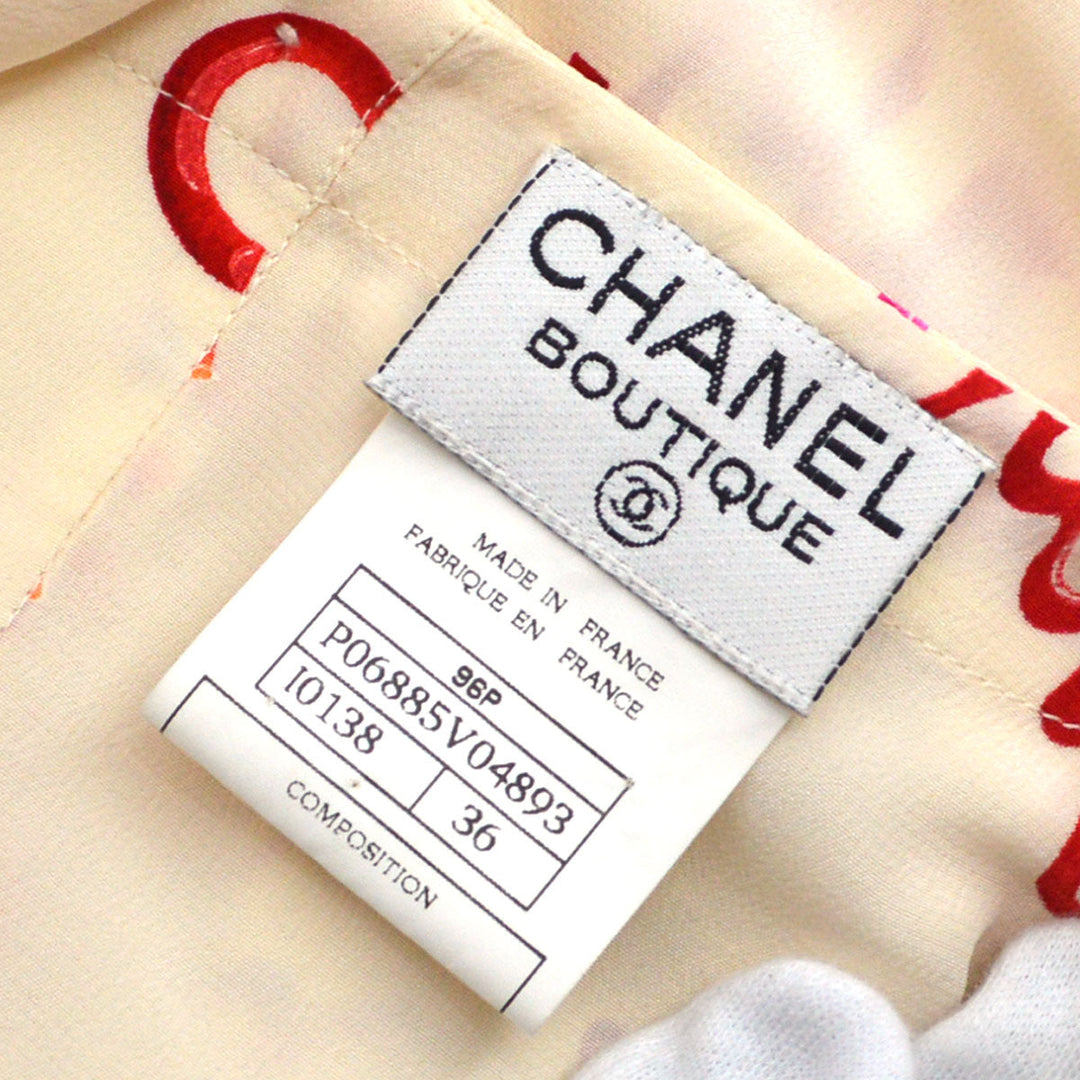 CHANEL
BOUTIQUE
MADE IN FRANCE
FABRIQUE EN FRANCE
96P
P06885V04893
I0138 36
COMPOSITION